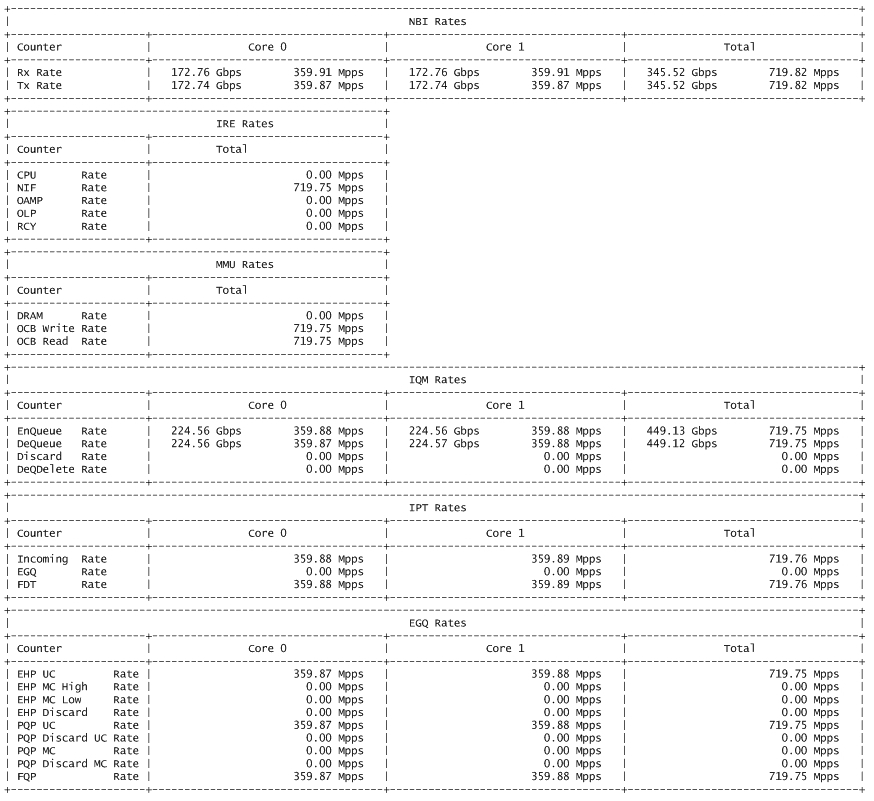 NBI Rates
Counter Core 0 Core 1 Total
Rx Rate 172.76 Gbps 359.91 Mpps 172.76 Gbps 359.91 Mpps 345.52 Gbps 719.82 Mpps
Tx Rate 172.74 Gbps 359.87 Mpps 172.74 Gbps 359.87 Mpps 345.52 Gbps 719.82 Mpps
IRE Rates
Counter Total
CPU Rate 0.00 Mpps
NIF Rate 719.75 Mpps
OAMP Rate 0.00 Mpps
OLP Rate 0.00 Mpps
RCY Rate 0.00 Mpps
MMU Rates
Counter Total
DRAM Rate 0.00 Mpps
OCB Write Rate 719.75 Mpps
OCB Read Rate 719.75 Mpps
IQM Rates
Counter Core 0 Core 1 Total
EnQueue Rate 224.56 Gbps 359.88 Mpps 224.56 Gbps 359.88 Mpps 449.13 Gbps 719.75 Mpps
DeQueue Rate 224.56 Gbps 359.87 Mpps 224.57 Gbps 359.88 Mpps 449.12 Gbps 719.75 Mpps
Discard Rate 0.00 Mpps 0.00 Mpps 0.00 Mpps
DeQDelete Rate 0.00 Mpps 0.00 Mpps 0.00 Mpps
IPT Rates
Counter Core 0 Core 1 Total
Incoming Rate 359.88 Mpps 359.89 Mpps 719.76 Mpps
EGQ Rate 0.00 Mpps 0.00 Mpps 0.00 Mpps
FDT Rate 359.88 Mpps 359.89 Mpps 719.76 Mpps
EGQ Rates
Counter Core 0 Core 1 Total
EHP UC Rate 359.87 Mpps 359.88 Mpps 719.75 Mpps
EHP MC High Rate 0.00 Mpps 0.00 Mpps 0.00 Mpps
EHP MC Low Rate 0.00 Mpps 0.00 Mpps 0.00 Mpps
EHP Discard Rate 0.00 Mpps 0.00 Mpps 0.00 Mpps
PQP UC Rate 359.87 Mpps 359.88 Mpps 719.75 Mpps
PQP Discard UC Rate 0.00 Mpps 0.00 Mpps 0.00 Mpps
PQP MC Rate 0.00 Mpps 0.00 Mpps 0.00 Mpps
PQP Discard MC Rate 0.00 Mpps 0.00 Mpps 0.00 Mpps
FQP Rate 359.87 Mpps 359.88 Mpps 719.75 Mpps